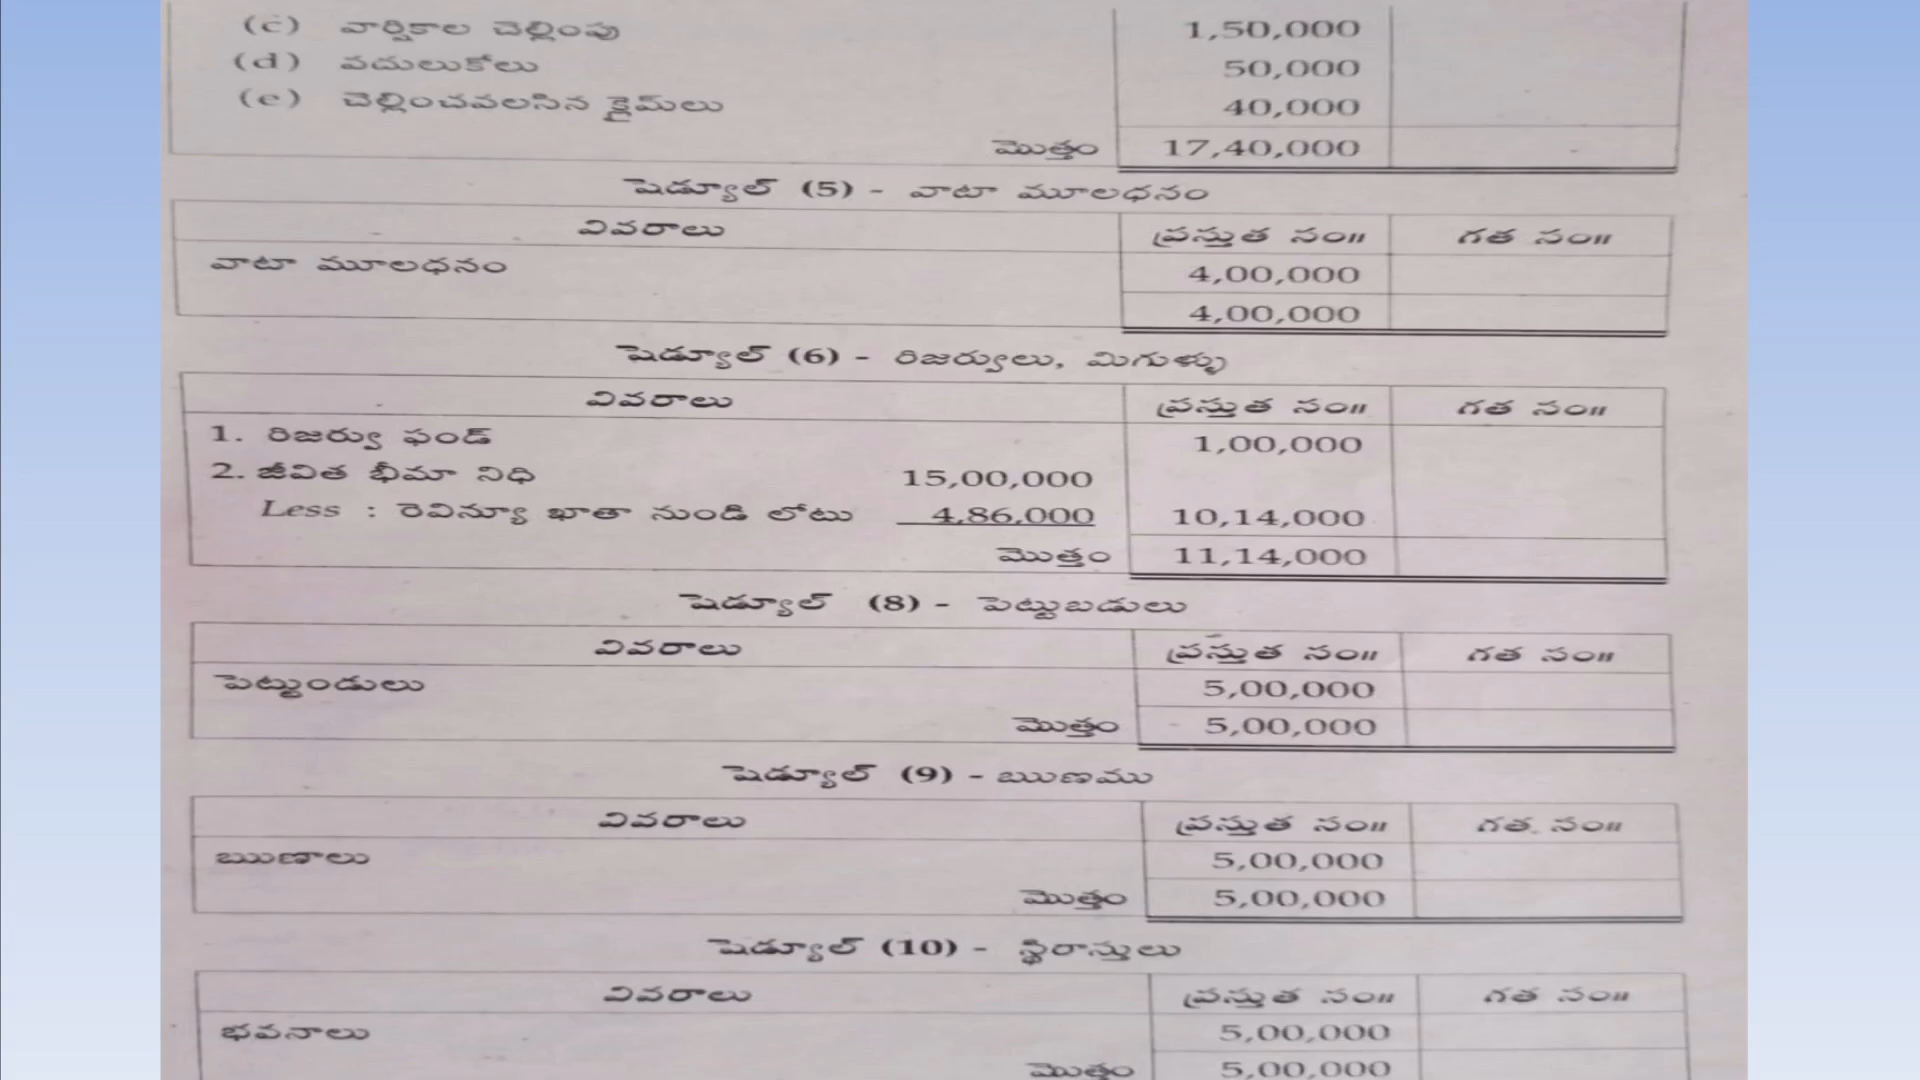 (c) వార్షికాల చెల్లింపు 1,50,000
(d) వదులుకోలు 50,000
(e) చెల్లించవలసిన క్లైమ్‌లు 40,000
మొత్తం 17,40,000
షెడ్యూల్ (5) - వాటా మూలధనం
వివరాలు ప్రస్తుత సం॥ గత సం॥
వాటా మూలధనం 4,00,000
4,00,000
షెడ్యూల్ (6) - రిజర్వులు, మిగుళ్ళు
వివరాలు ప్రస్తుత సం॥ గత సం॥
1. రిజర్వు ఫండ్ 1,00,000
2. జీవిత భీమా నిధి 15,00,000
Less : రెవిన్యూ ఖాతా నుండి లోటు 4,86,000 10,14,000
మొత్తం 11,14,000
షెడ్యూల్ (8) - పెట్టుబడులు
వివరాలు ప్రస్తుత సం॥ గత సం॥
పెట్టుండులు 5,00,000
మొత్తం 5,00,000
షెడ్యూల్ (9) - ఋణము
వివరాలు ప్రస్తుత సం॥ గత సం॥
ఋణాలు 5,00,000
మొత్తం 5,00,000
షెడ్యూల్ (10) - స్థిరాస్తులు
వివరాలు ప్రస్తుత సం॥ గత సం॥
భవనాలు 5,00,000
మొత్తం 5,00,000